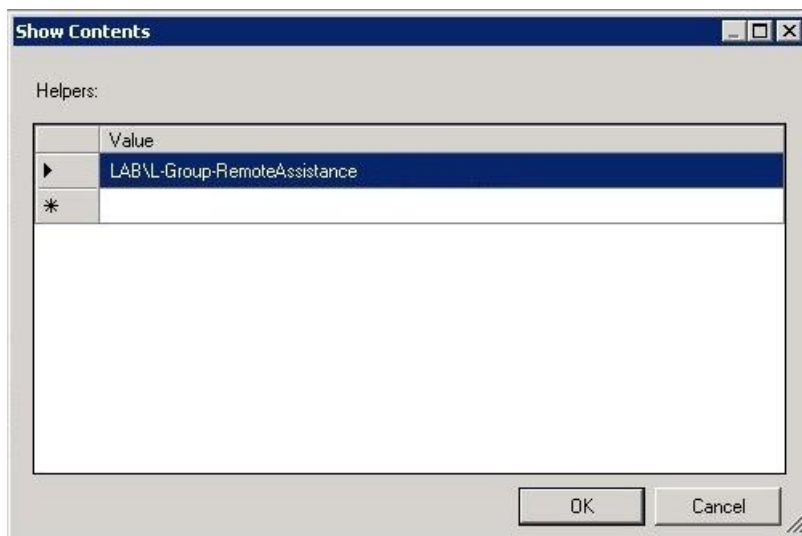 Show Contents
Helpers:
Value
LAB\L-Group-RemoteAssistance
OK Cancel